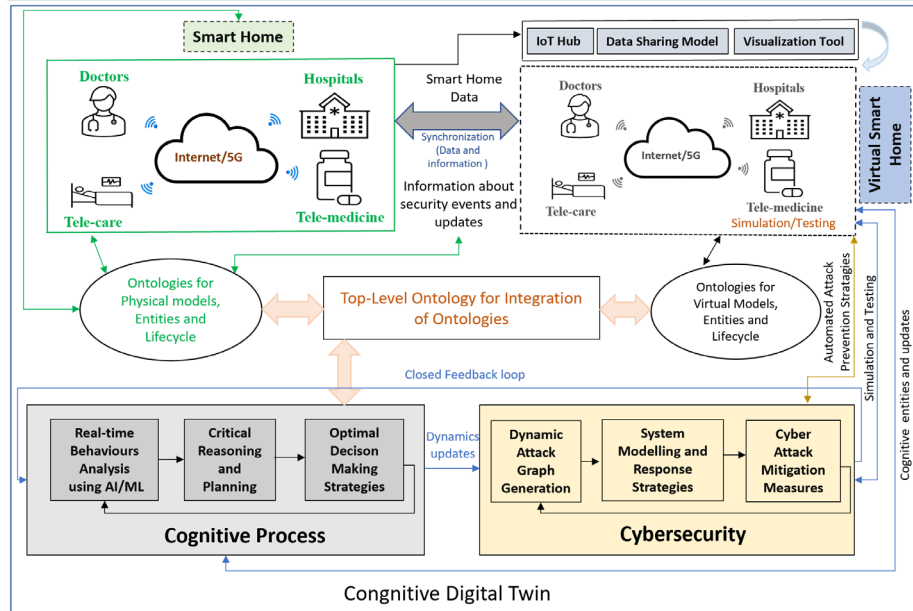 Smart Home
IoT Hub
Data Sharing Model
Visualization Tool
Doctors
Hospitals
Internet/5G
Tele-care
Tele-medicine
Smart Home
Data
Synchronization
(Data and
information )
Information about
security events and
updates
Doctors
Hospitals
Internet/5G
Tele-care
Tele-medicine
Simulation/Testing
Virtual Smart
Home
Ontologies for
Physical models,
Entities and
Lifecycle
Top-Level Ontology for Integration
of Ontologies
Ontologies for
Virtual Models,
Entities and
Lifecycle
Automated Attack
Prevention Stratagies
Simulation and Testing
Cognitive entities and updates
Closed Feedback loop
Real-time
Behaviours
Analysis
using AI/ML
Critical
Reasoning
and
Planning
Optimal
Decison
Making
Strategies
Cognitive Process
Dynamics
updates
Dynamic
Attack
Graph
Generation
System
Modelling and
Response
Strategies
Cyber
Attack
Mitigation
Measures
Cybersecurity
Congnitive Digital Twin